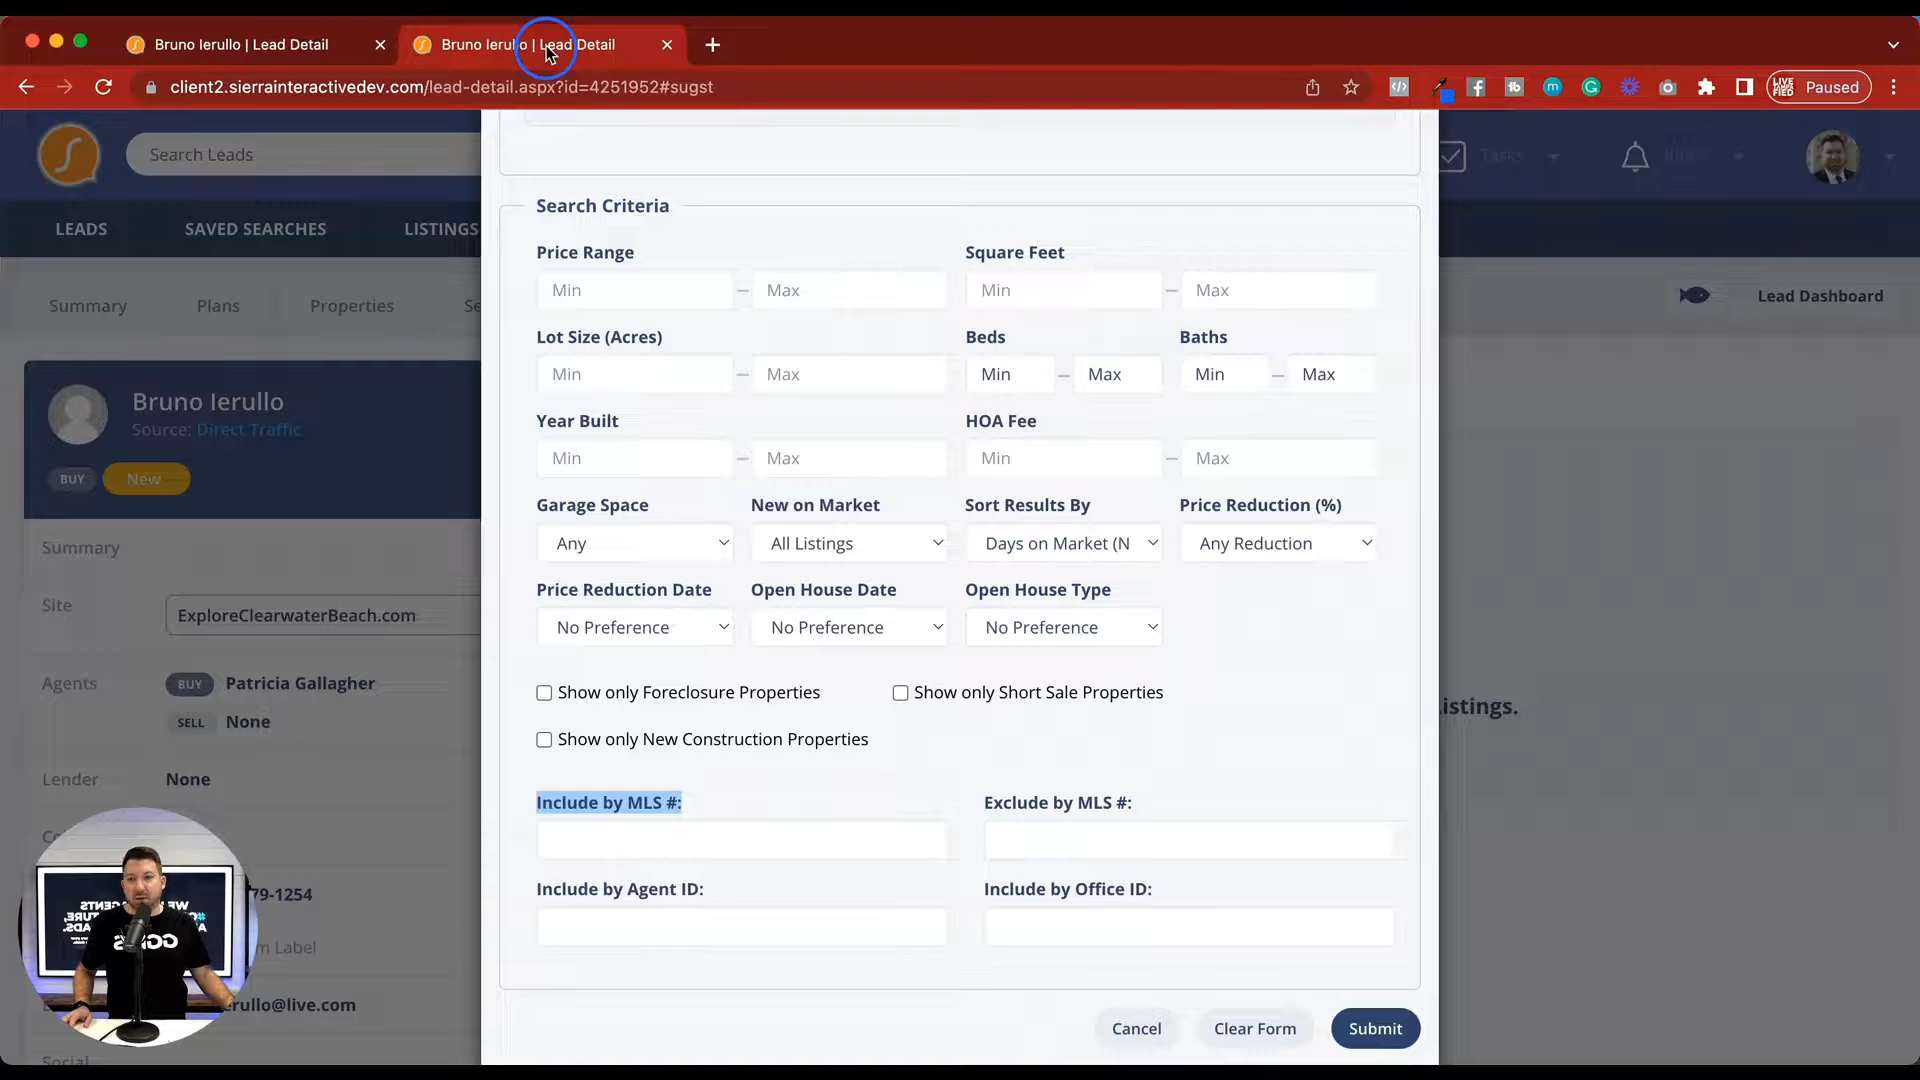 Bruno Ierullo | Lead Detail
Bruno Ierullo | Lead Detail
client2.sierrainteractivedev.com/lead-detail.aspx?id=4251952#sugst
Paused
Search Leads
Tasks
LEADS
SAVED SEARCHES
LISTINGS
Summary
Plans
Properties
Se
Lead Dashboard
Bruno Ierullo
Source: Direct Traffic
BUY
New
Summary
Site
ExploreClearwaterBeach.com
Agents
BUY
Patricia Gallagher
SELL
None
Lender
None
79-1254
m Label
erullo@live.com
Social
Search Criteria
Price Range
Square Feet
Min
Max
Min
Max
Lot Size (Acres)
Beds
Baths
Min
Max
Min
Max
Min
Max
Year Built
HOA Fee
Min
Max
Min
Max
Garage Space
New on Market
Sort Results By
Price Reduction (%)
Any
All Listings
Days on Market (N
Any Reduction
Price Reduction Date
Open House Date
Open House Type
No Preference
No Preference
No Preference
Show only Foreclosure Properties
Show only Short Sale Properties
Show only New Construction Properties
Include by MLS #:
Exclude by MLS #:
Include by Agent ID:
Include by Office ID:
Cancel
Clear Form
Submit
istings.